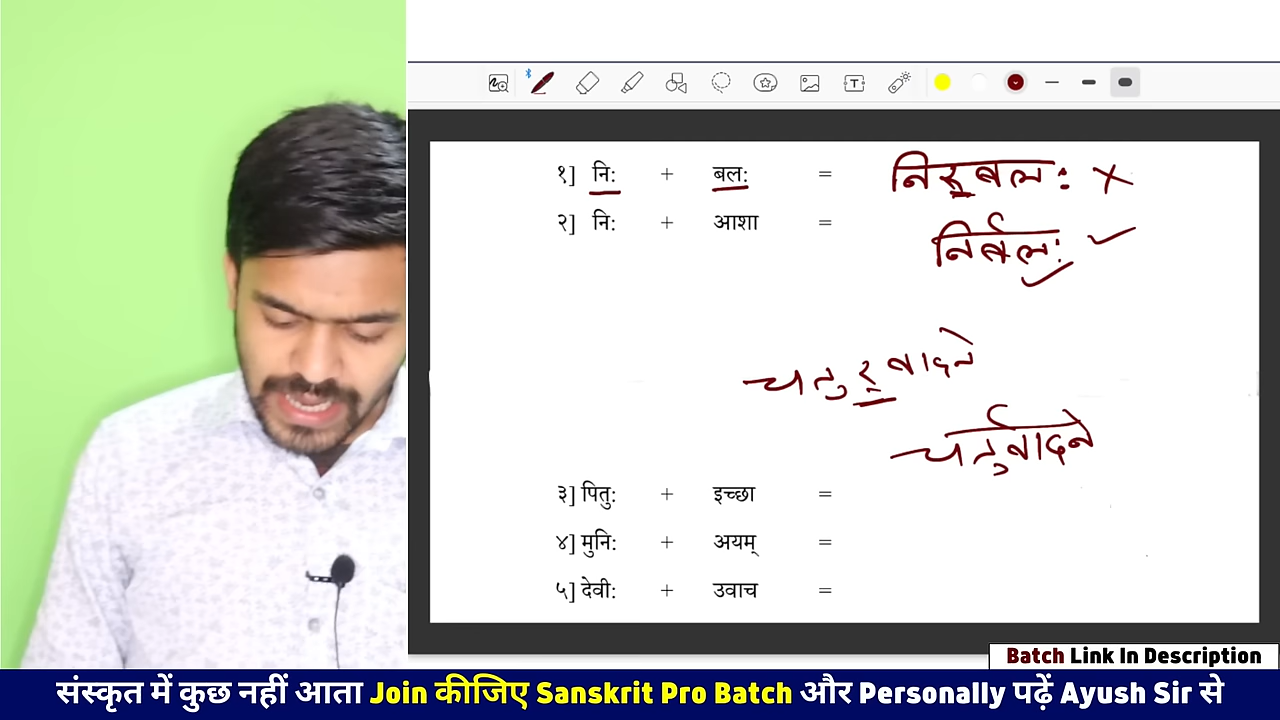 १] नि: + बल: = निर्‌बल: ×
२] नि: + आशा = निर्बल: ✓
चतुर्‌वादने
चर्तुवादने
३] पितु: + इच्छा =
४] मुनि: + अयम् =
५] देवी: + उवाच =
Batch Link In Description
संस्कृत में कुछ नहीं आता Join कीजिए Sanskrit Pro Batch और Personally पढ़ें Ayush Sir से